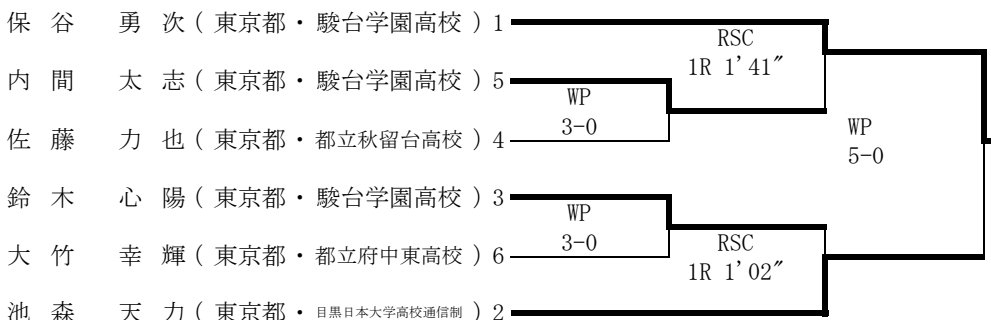 保 谷 勇 次 ( 東京都・駿台学園高校 ) 1
RSC
1R 1'41″
内 間 太 志 ( 東京都・駿台学園高校 ) 5
WP
3-0
佐 藤 力 也 ( 東京都・都立秋留台高校 ) 4
WP
5-0
鈴 木 心 陽 ( 東京都・駿台学園高校 ) 3
WP
3-0
大 竹 幸 輝 ( 東京都・都立府中東高校 ) 6
RSC
1R 1'02″
池 森 天 力 ( 東京都・目黒日本大学高校通信制 ) 2